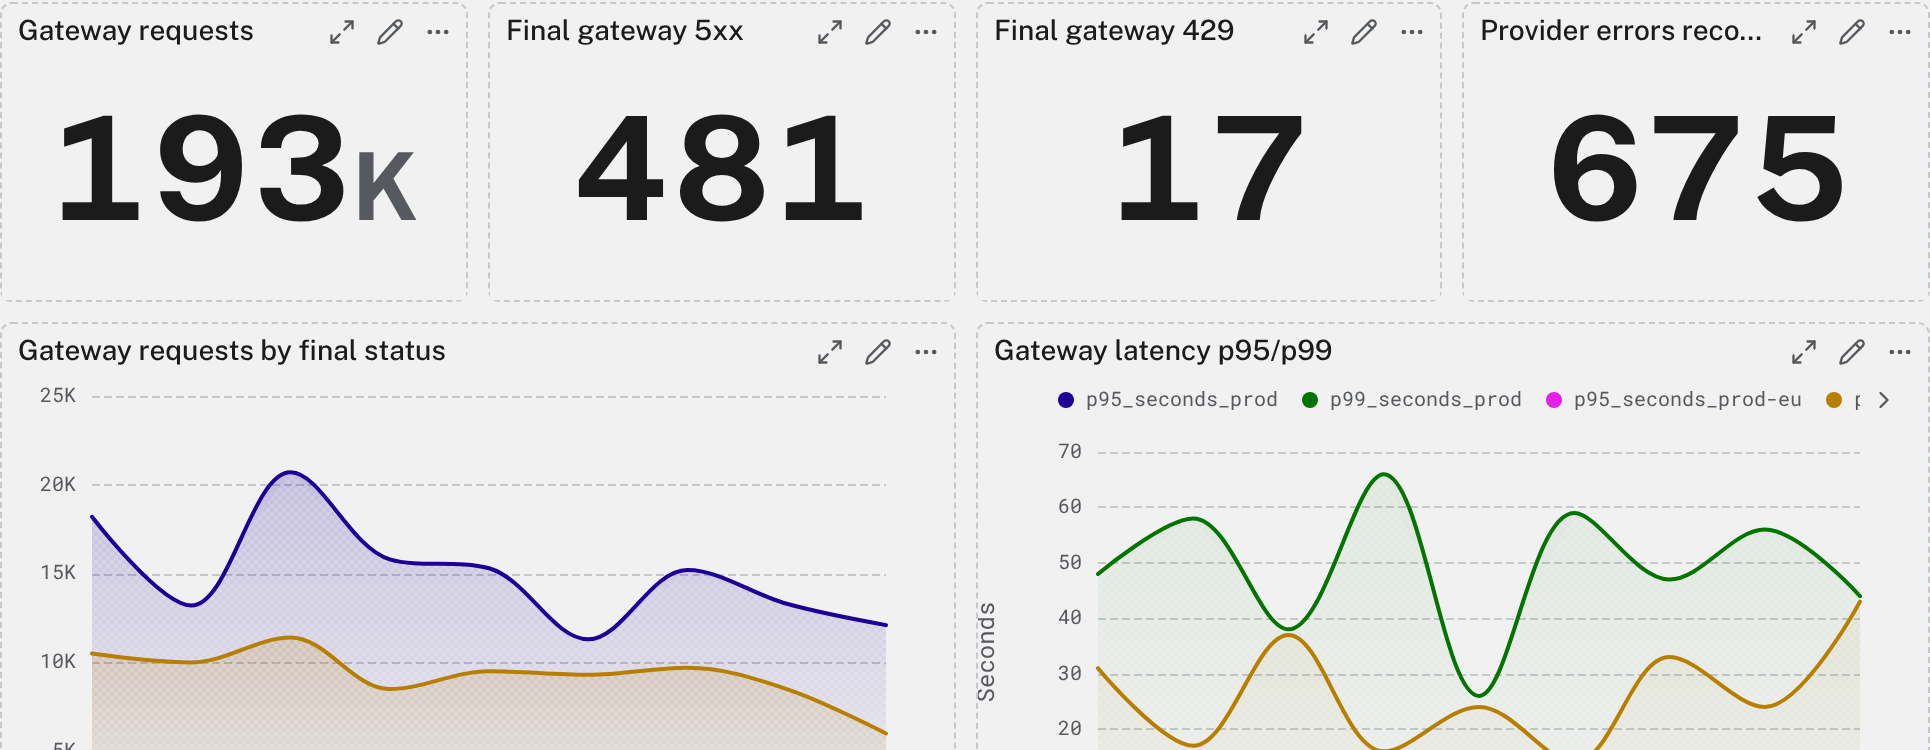 Gateway requests
193K
Final gateway 5xx
481
Final gateway 429
17
Provider errors reco...
675
Gateway requests by final status
25K
20K
15K
10K
5K
Gateway latency p95/p99
p95_seconds_prod
p99_seconds_prod
p95_seconds_prod-eu
Seconds
70
60
50
40
30
20